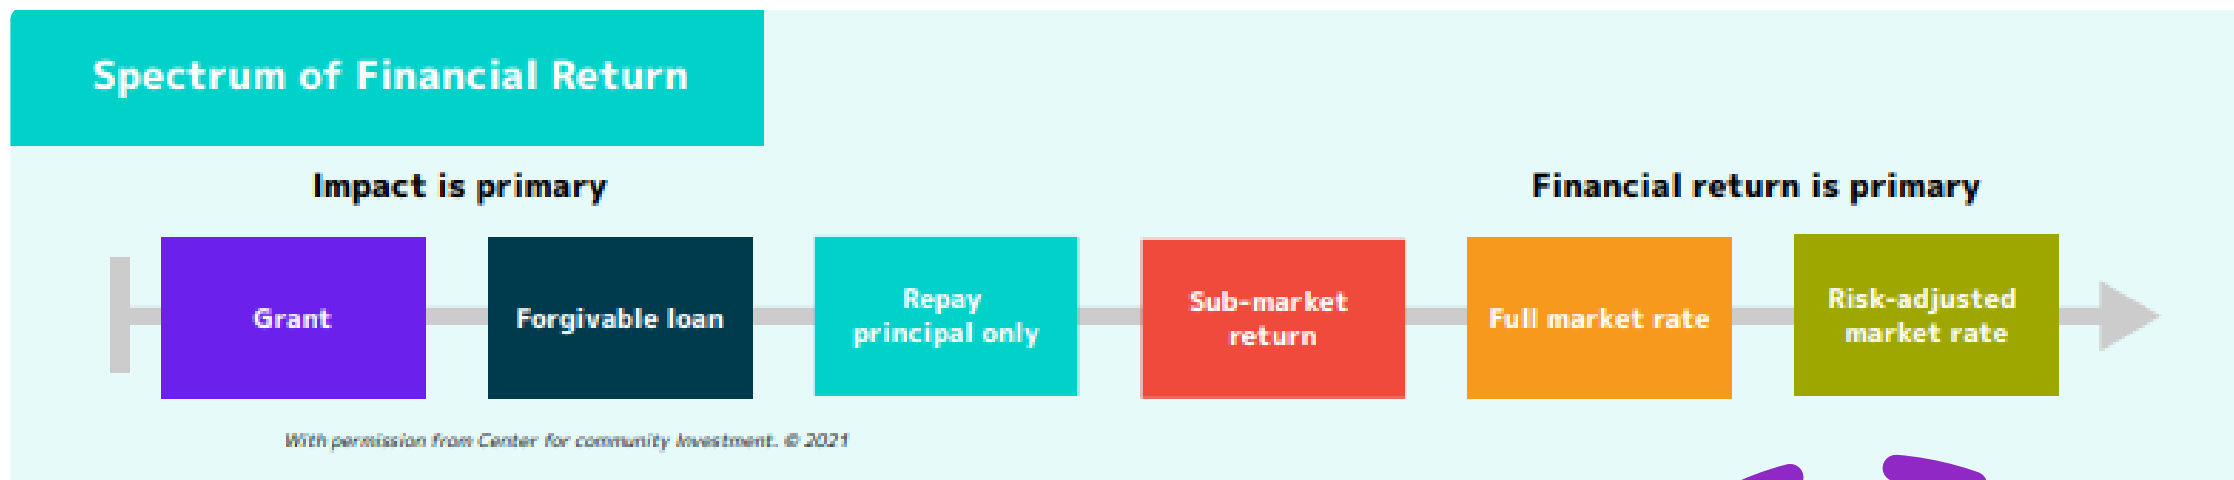 Spectrum of Financial Return
Impact is primary
Financial return is primary
Grant
Forgivable loan
Repay
principal only
Sub-market
return
Full market rate
Risk-adjusted
market rate
With permission from Center for community Investment. © 2021